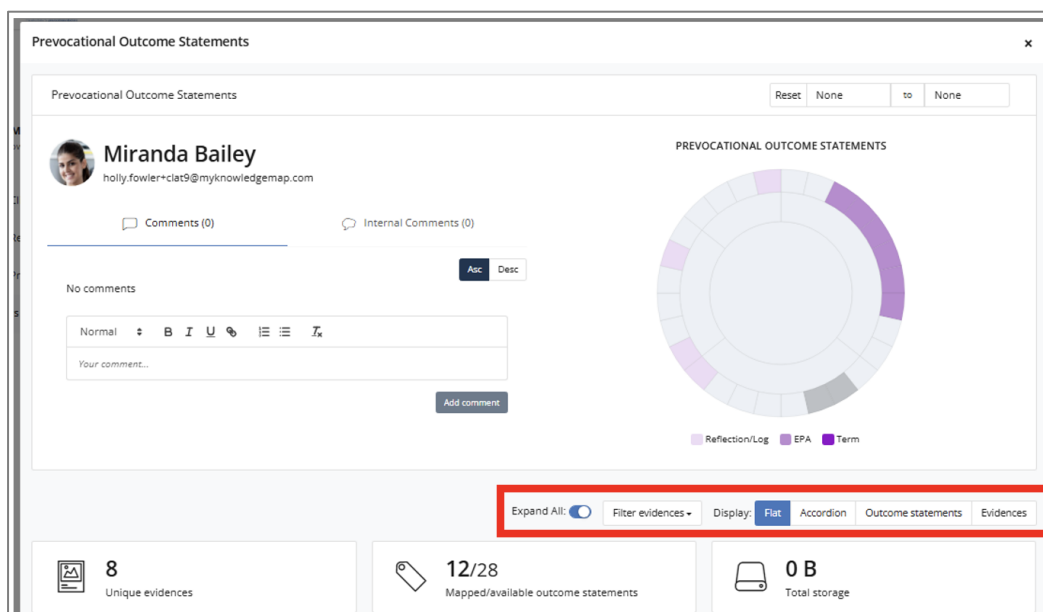 Prevocational Outcome Statements ×
Prevocational Outcome Statements Reset None to None
Miranda Bailey
holly.fowler+clat9@myknowledgemap.com
Comments (0) Internal Comments (0)
Asc Desc
No comments
Normal B I U Tx
Your comment...
Add comment
PREVOCATIONAL OUTCOME STATEMENTS
Reflection/Log EPA Term
Expand All: Filter evidences Display: Flat Accordion Outcome statements Evidences
8
Unique evidences
12/28
Mapped/available outcome statements
0 B
Total storage